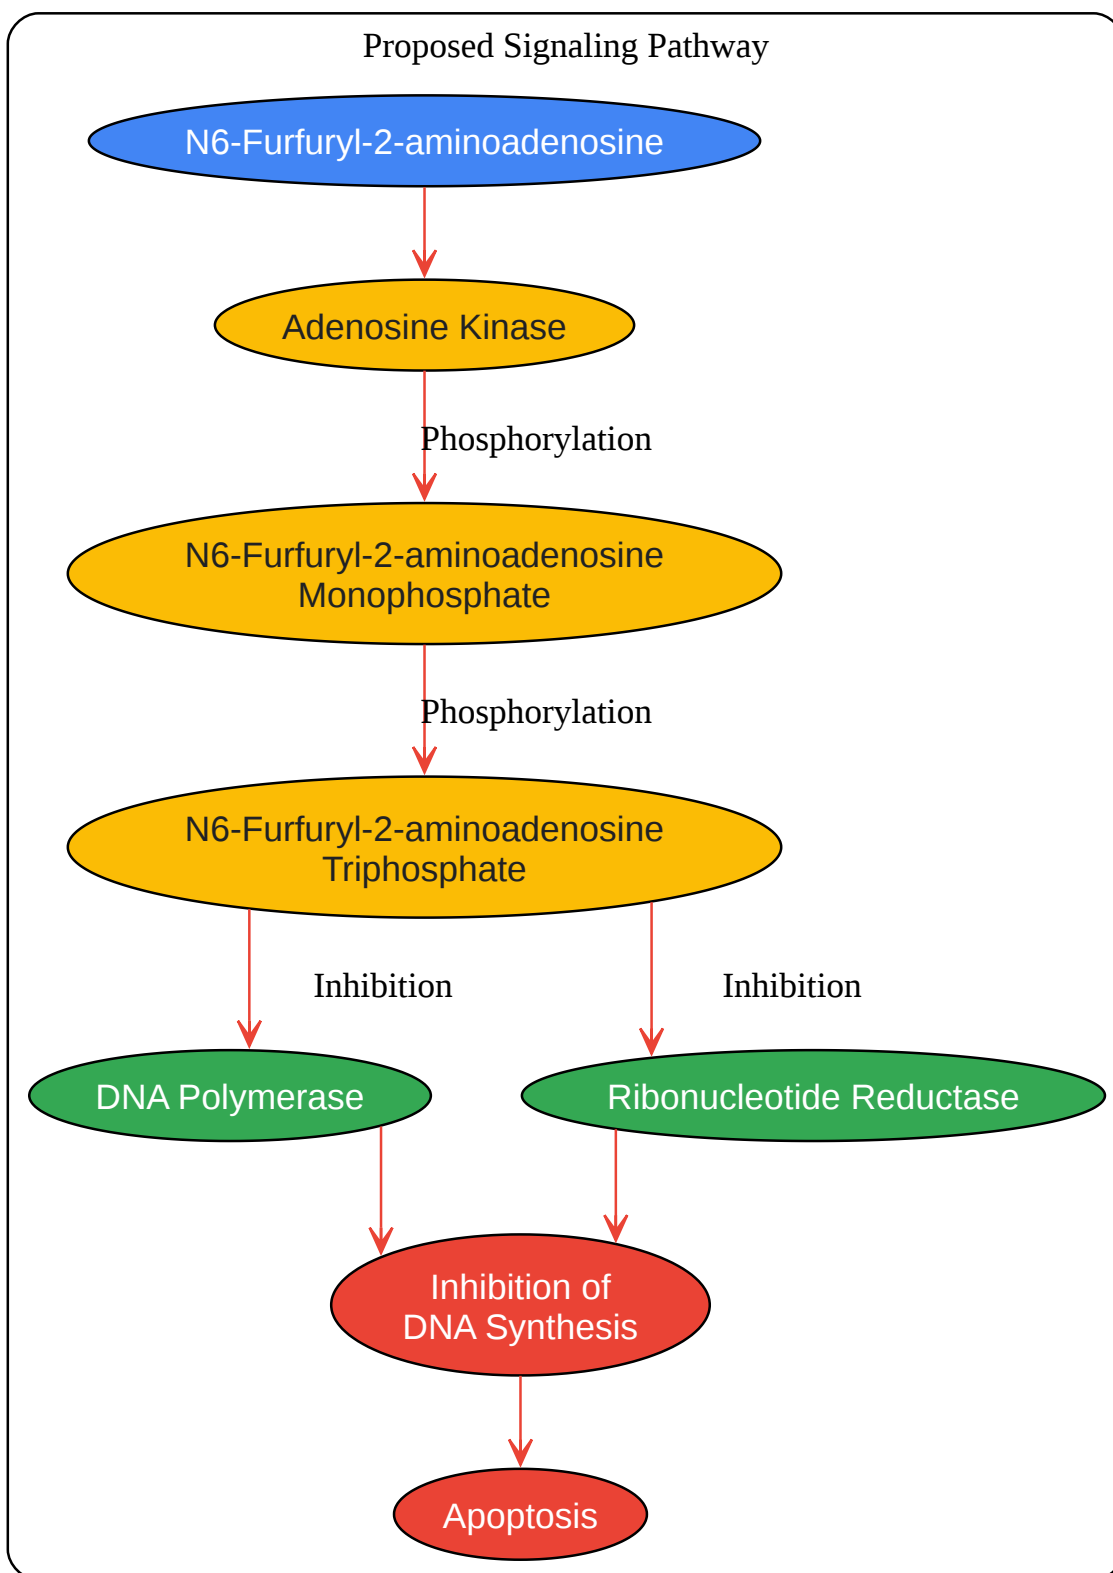 Proposed Signaling Pathway
N6-Furfuryl-2-aminoadenosine
Adenosine Kinase
Phosphorylation
N6-Furfuryl-2-aminoadenosine
Monophosphate
Phosphorylation
N6-Furfuryl-2-aminoadenosine
Triphosphate
Inhibition
Inhibition
DNA Polymerase
Ribonucleotide Reductase
Inhibition of
DNA Synthesis
Apoptosis